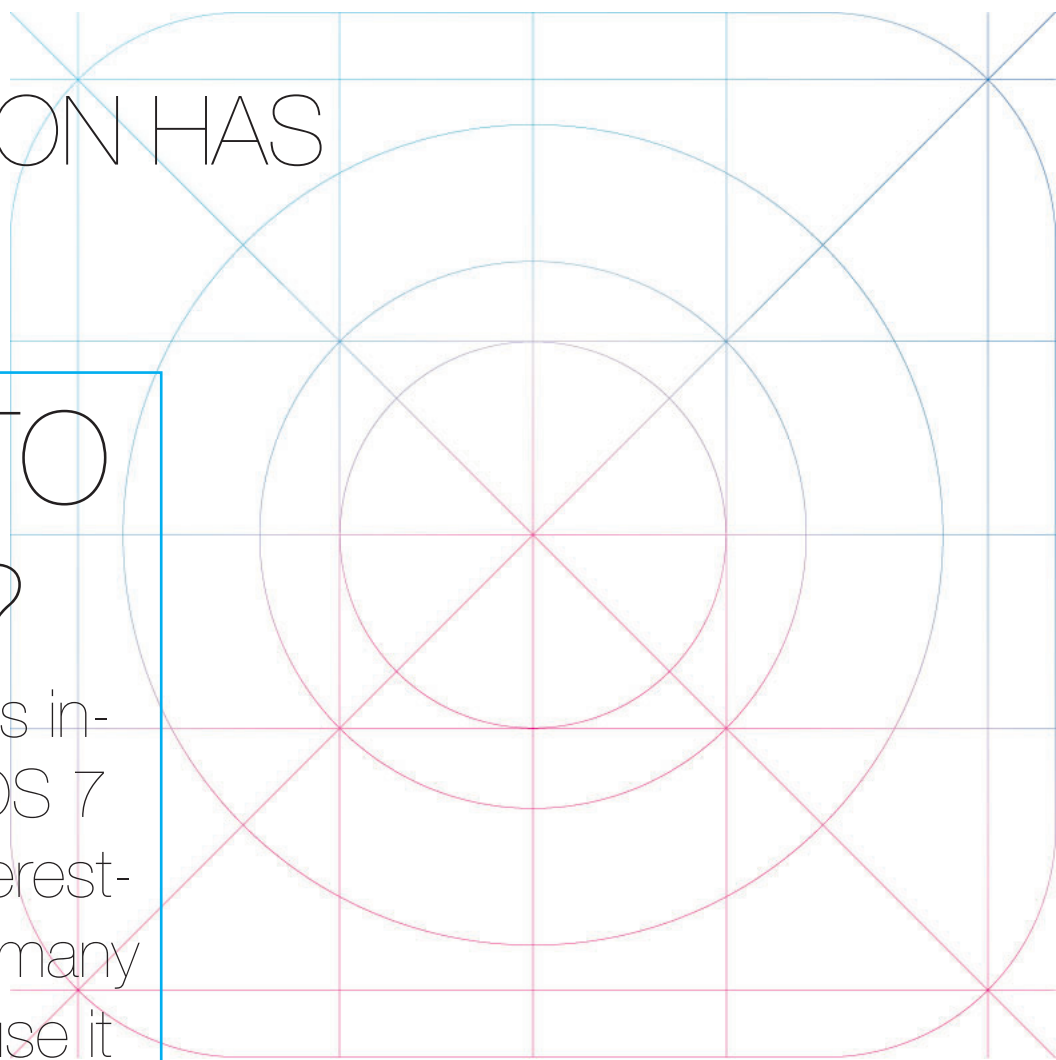 ON HAS
TO
?
s in-
OS 7
erest-
many
use it